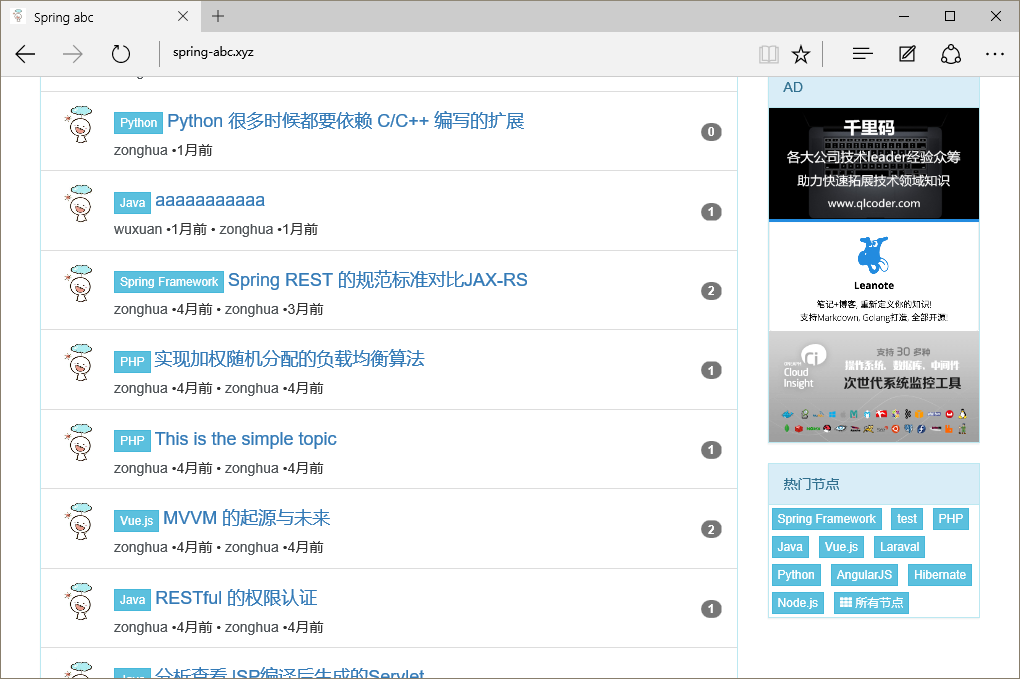 Spring abc
spring-abc.xyz
Python Python 很多时候都要依赖 C/C++ 编写的扩展
zonghua •1月前
0
Java aaaaaaaaaaaa
wuxuan •1月前 • zonghua •1月前
1
Spring Framework Spring REST 的规范标准对比JAX-RS
zonghua •4月前 • zonghua •3月前
2
PHP 实现加权随机分配的负载均衡算法
zonghua •4月前 • zonghua •4月前
1
PHP This is the simple topic
zonghua •4月前 • zonghua •4月前
1
Vue.js MVVM 的起源与未来
zonghua •4月前 • zonghua •4月前
2
Java RESTful 的权限认证
zonghua •4月前 • zonghua •4月前
1
Java 分析查看JSP编译后生成的Servlet
AD
千里码
各大公司技术leader经验众筹
助力快速拓展技术领域知识
www.qlcoder.com
Leanote
笔记+博客, 重新定义你的知识!
支持Markdown, Golang打造, 全部开源!
Ci
Cloud
Insight
支持 30 多种
操作系统、数据库、中间件
次世代系统监控工具
热门节点
Spring Framework test PHP
Java Vue.js Laraval
Python AngularJS Hibernate
Node.js 所有节点